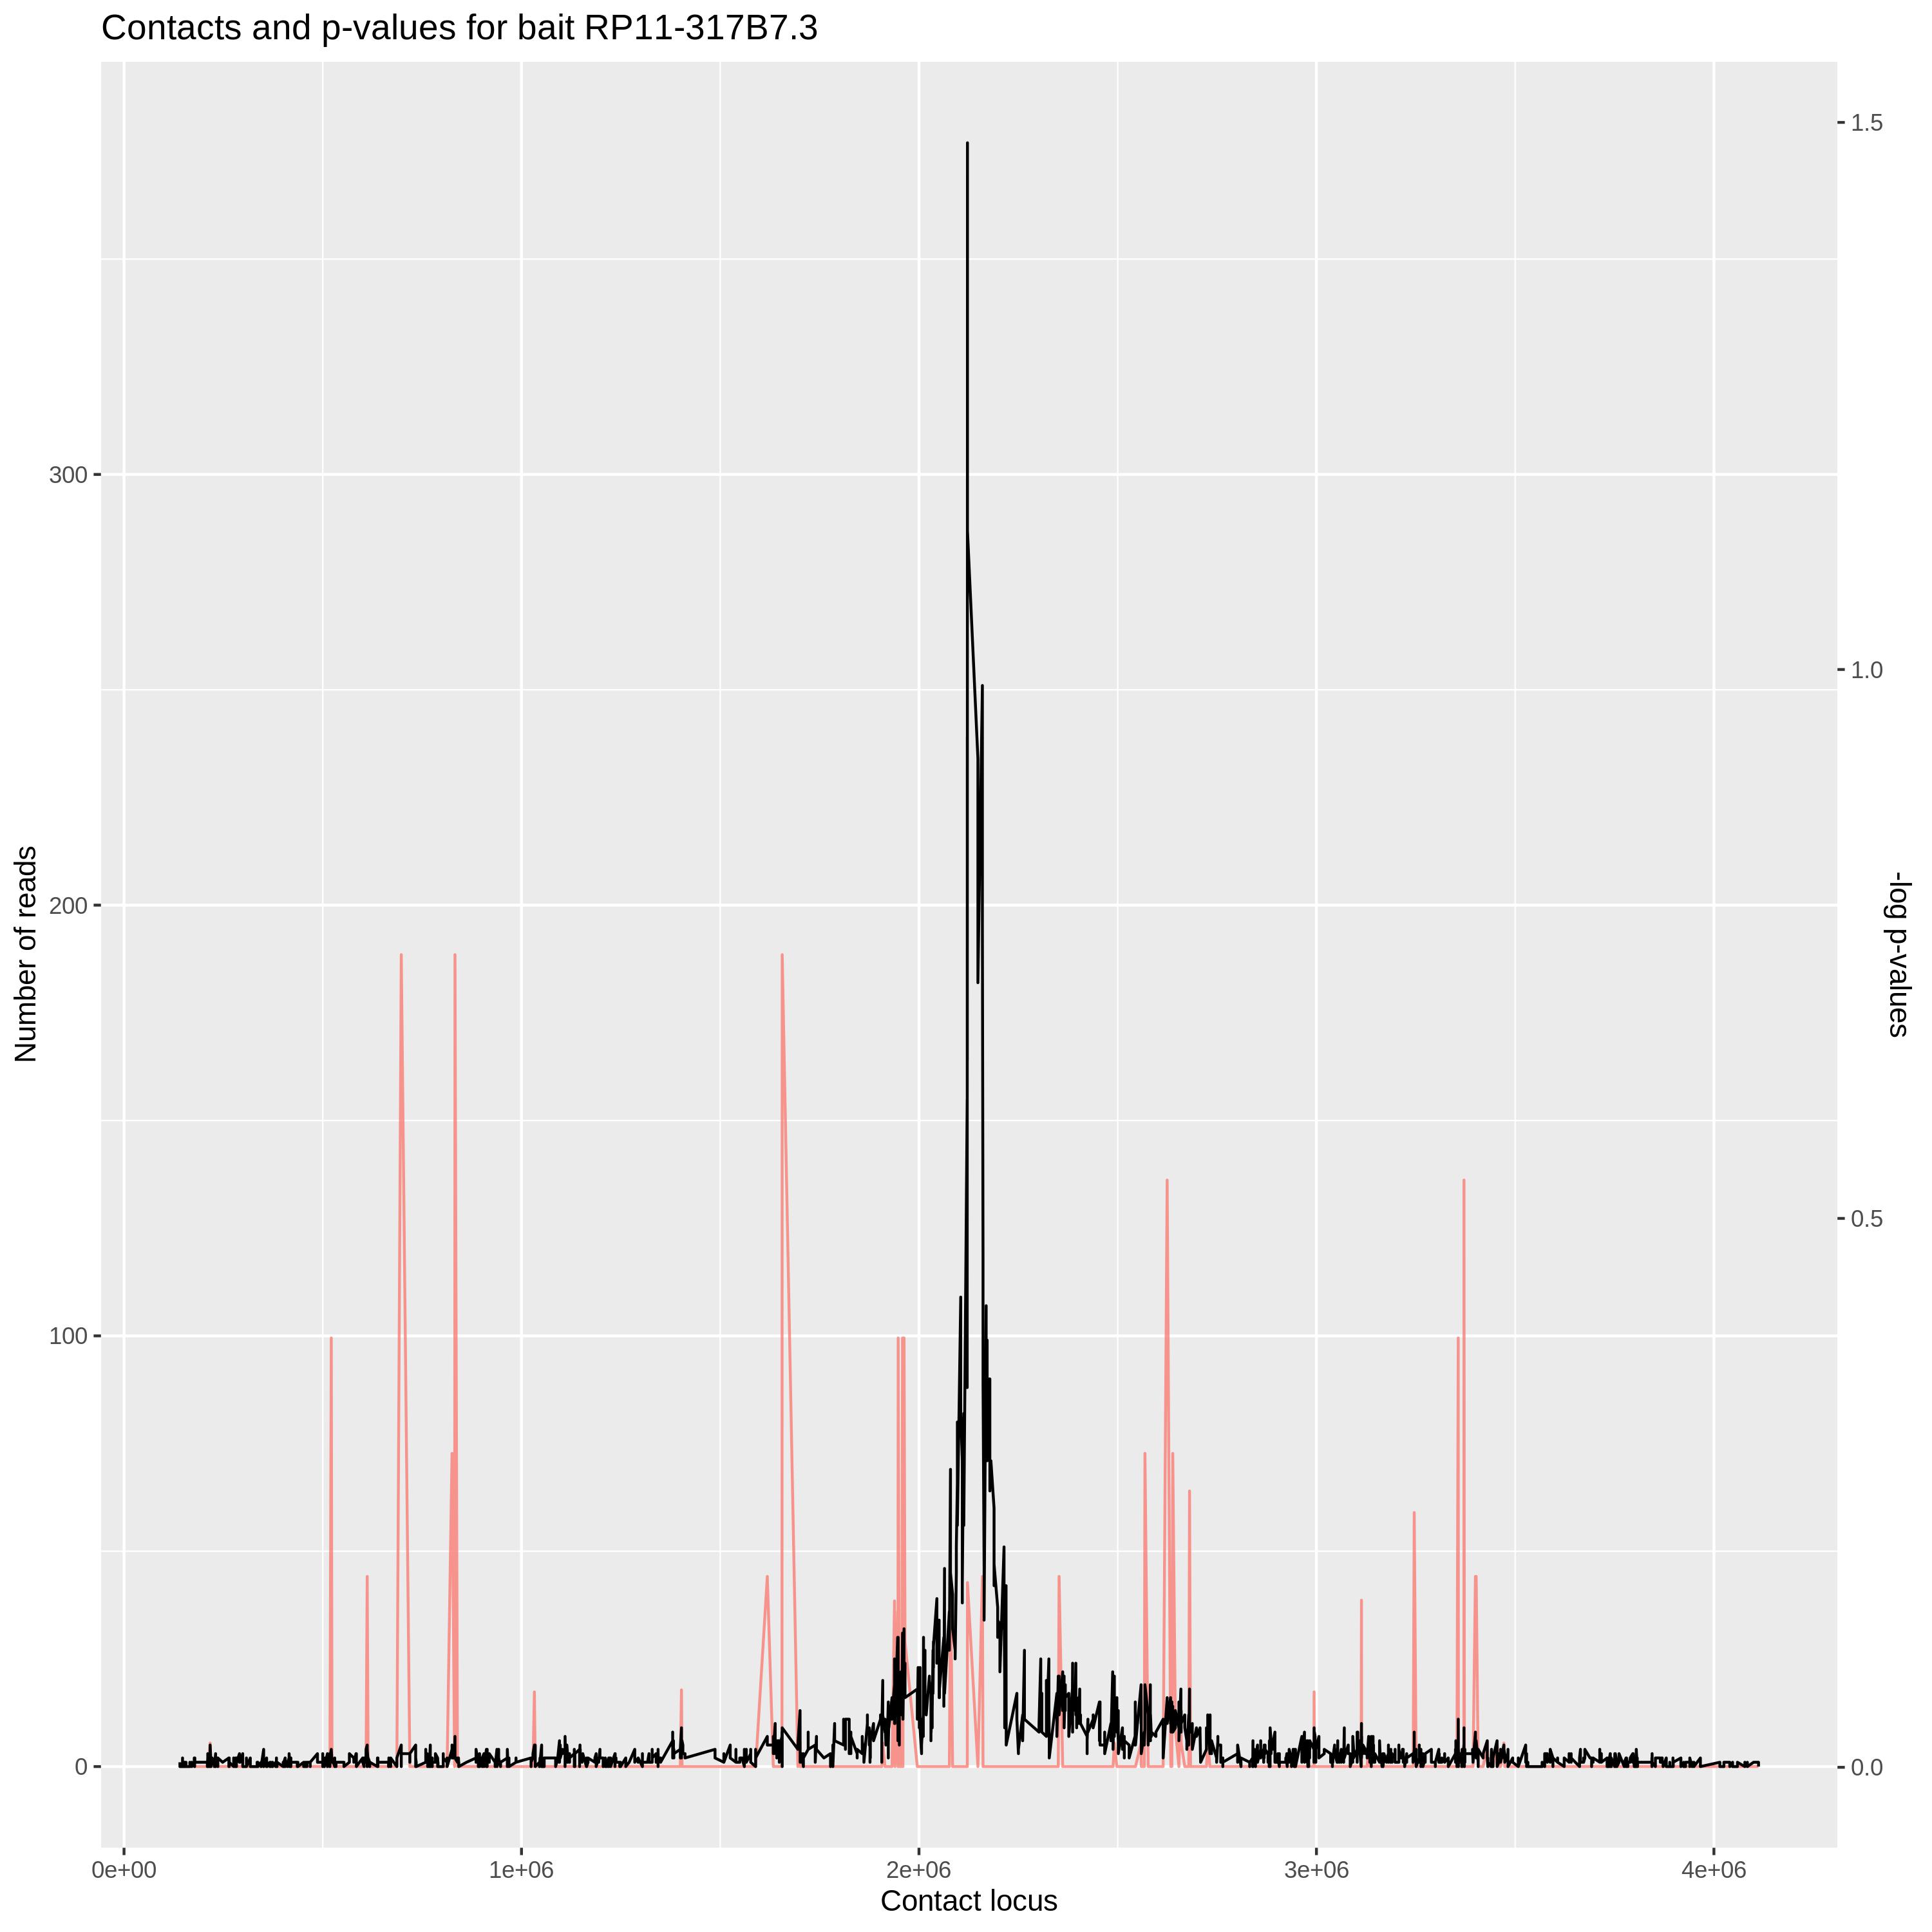 Contacts and p-values for bait RP11-317B7.3
Number of reads
300
200
100
0
1.5
1.0
0.5
0.0
-log p-values
0e+00
1e+06
2e+06
3e+06
4e+06
Contact locus